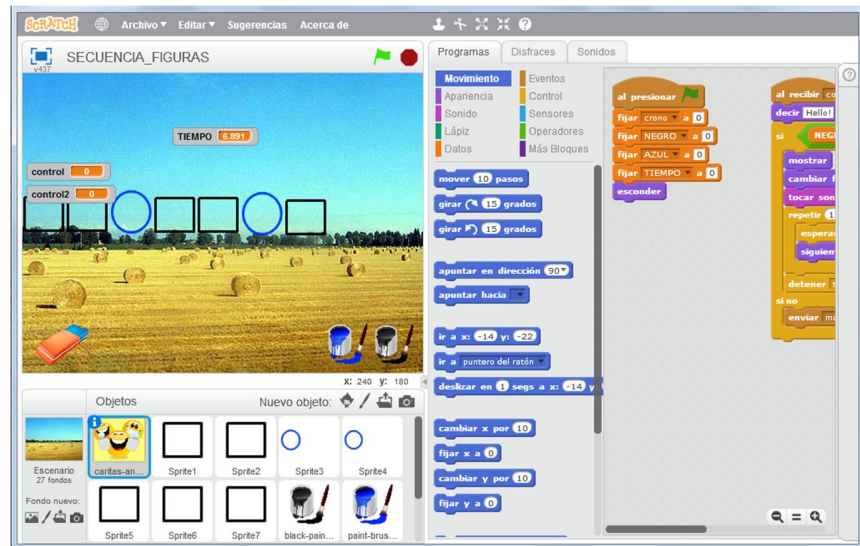 SCRATCH Archivo Editar Sugerencias Acerca de
v437
SECUENCIA_FIGURAS
TIEMPO 6.891
control 0
control2 0
x: 240 y: 180
Objetos
Nuevo objeto:
Escenario
27 fondos
Fondo nuevo:
caritas-an...
Sprite1
Sprite2
Sprite3
Sprite4
Sprite5
Sprite6
Sprite7
black-pain...
paint-brus...
Programas
Disfraces
Sonidos
Movimiento
Apariencia
Sonido
Lápiz
Datos
Eventos
Control
Sensores
Operadores
Más Bloques
mover 10 pasos
girar 15 grados
girar 15 grados
apuntar en dirección 90
apuntar hacia
ir a x: -14 y: -22
ir a puntero del ratón
deslizar en 1 segs a x: -14 y
cambiar x por 10
fijar x a 0
cambiar y por 10
fijar y a 0
al presionar
fijar crono a 0
fijar NEGRO a 0
fijar AZUL a 0
fijar TIEMPO a 0
esconder
al recibir co
decir Hello!
si NEG
mostrar
cambiar f
tocar son
repetir 1
espera
siguien
detener
si no
enviar ma